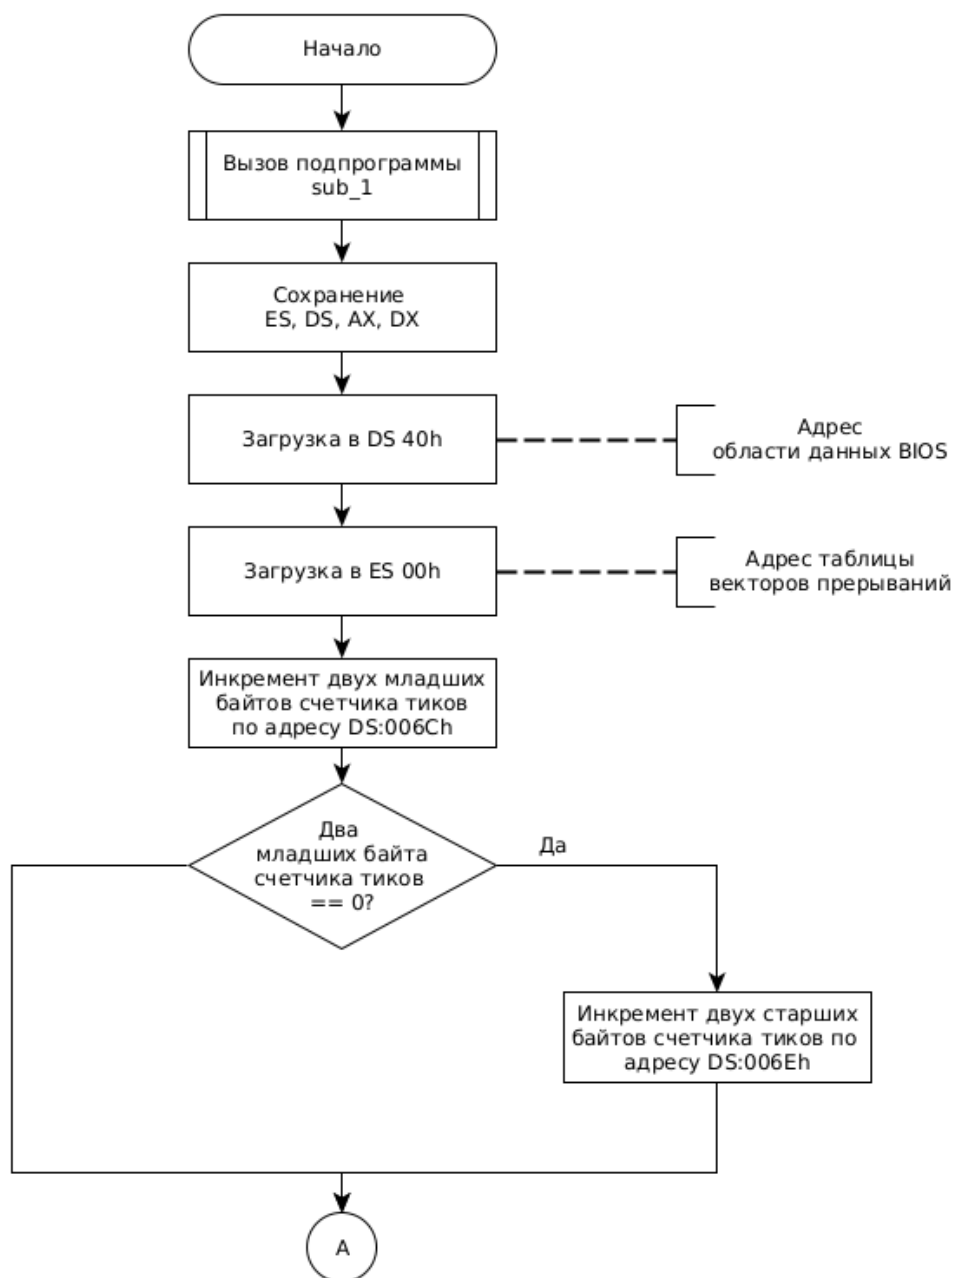 Начало
Вызов подпрограммы
sub_1
Сохранение
ES, DS, AX, DX
Загрузка в DS 40h
Адрес
области данных BIOS
Загрузка в ES 00h
Адрес таблицы
векторов прерываний
Инкремент двух младших
байтов счетчика тиков
по адресу DS:006Ch
Два
младших байта
счетчика тиков
== 0?
Да
Инкремент двух старших
байтов счетчика тиков по
адресу DS:006Eh
A